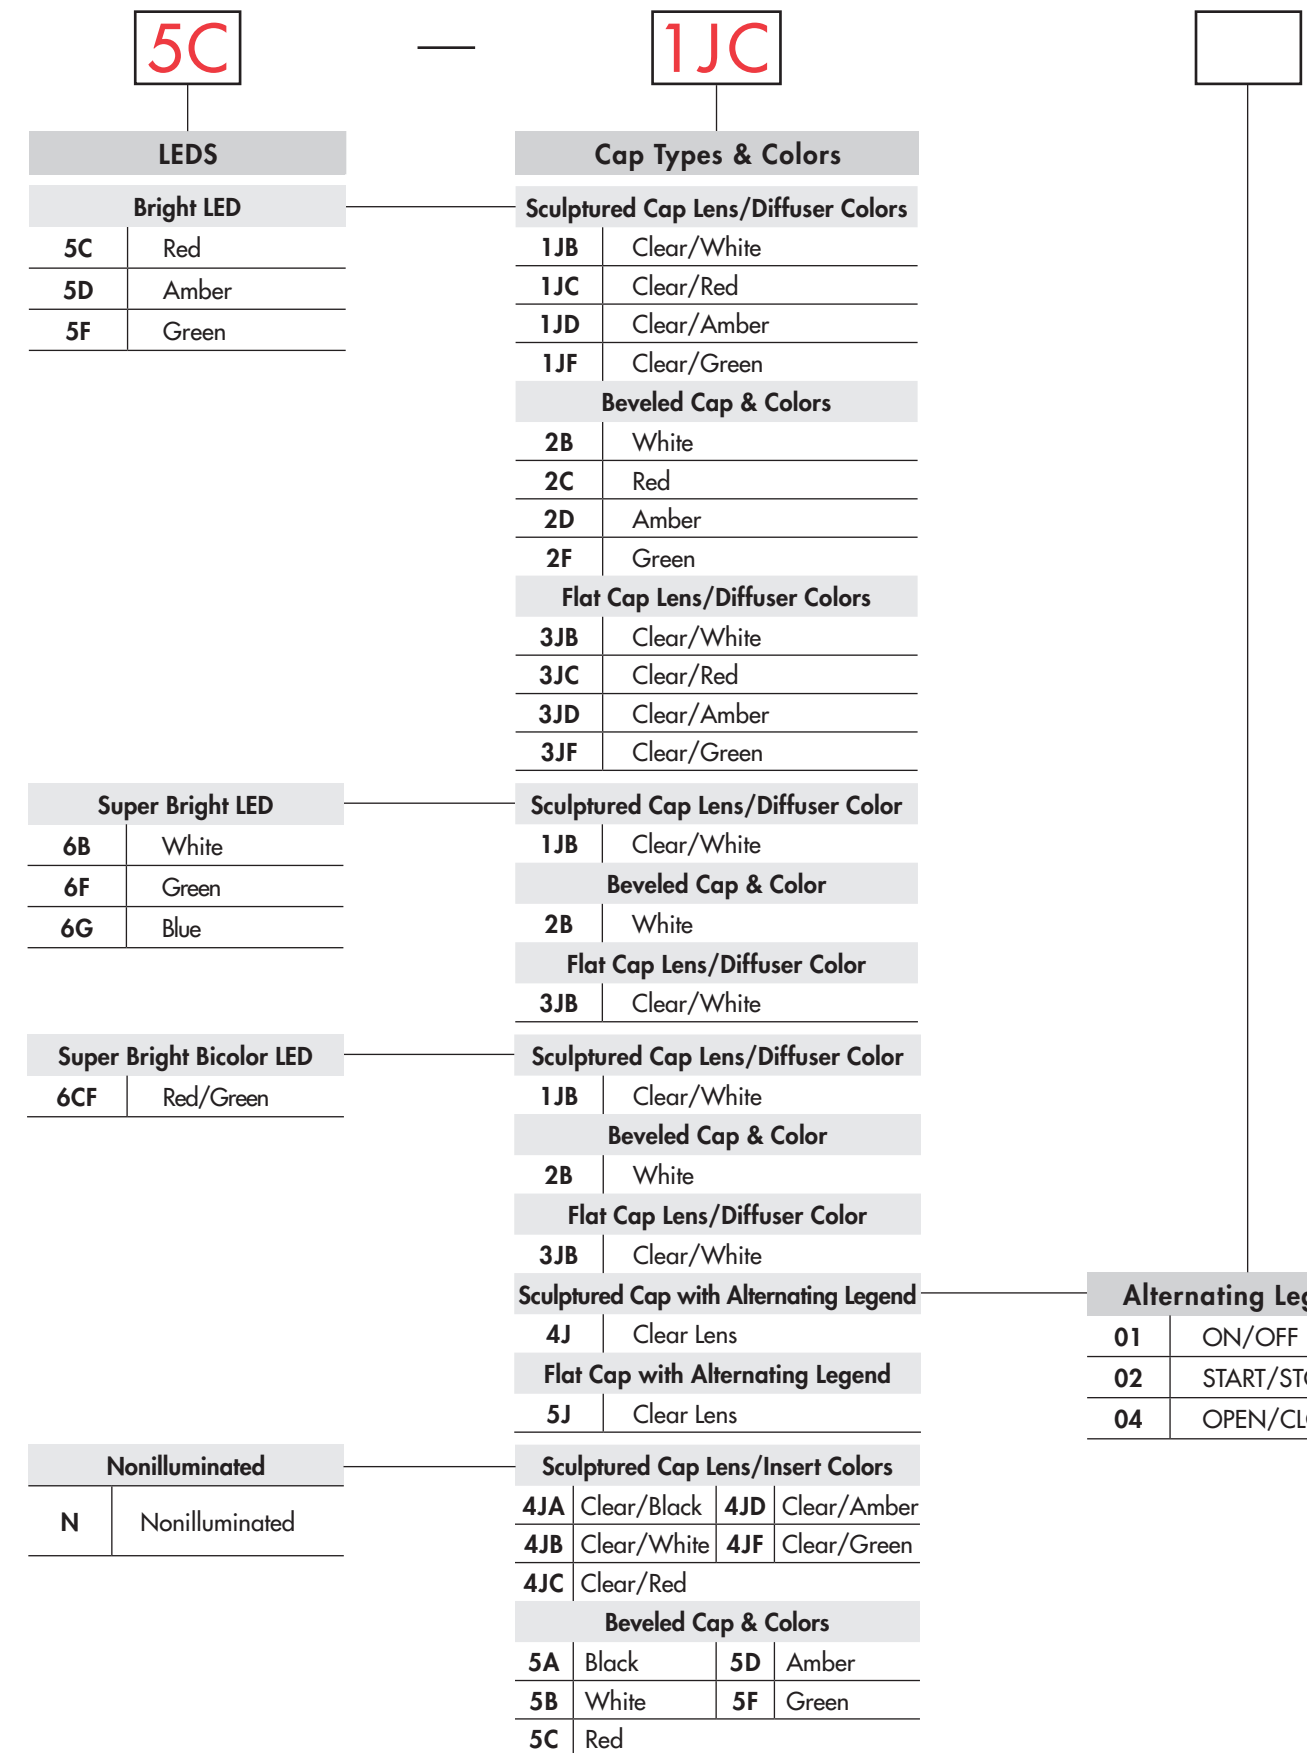 5C — 1JC
LEDS
Cap Types & Colors
Bright LED
5C Red
5D Amber
5F Green
Sculptured Cap Lens/Diffuser Colors
1JB Clear/White
1JC Clear/Red
1JD Clear/Amber
1JF Clear/Green
Beveled Cap & Colors
2B White
2C Red
2D Amber
2F Green
Flat Cap Lens/Diffuser Colors
3JB Clear/White
3JC Clear/Red
3JD Clear/Amber
3JF Clear/Green
Super Bright LED
6B White
6F Green
6G Blue
Sculptured Cap Lens/Diffuser Color
1JB Clear/White
Beveled Cap & Color
2B White
Flat Cap Lens/Diffuser Color
3JB Clear/White
Super Bright Bicolor LED
6CF Red/Green
Sculptured Cap Lens/Diffuser Color
1JB Clear/White
Beveled Cap & Color
2B White
Flat Cap Lens/Diffuser Color
3JB Clear/White
Sculptured Cap with Alternating Legend
4J Clear Lens
Flat Cap with Alternating Legend
5J Clear Lens
Alternating
01 ON/OFF
02
04
Nonilluminated
N Nonilluminated
Sculptured Cap Lens/Insert Colors
4JA Clear/Black 4JD Clear/Amber
4JB Clear/White 4JF Clear/Green
4JC Clear/Red
Beveled Cap & Colors
5A Black 5D Amber
5B White 5F Green
5C Red